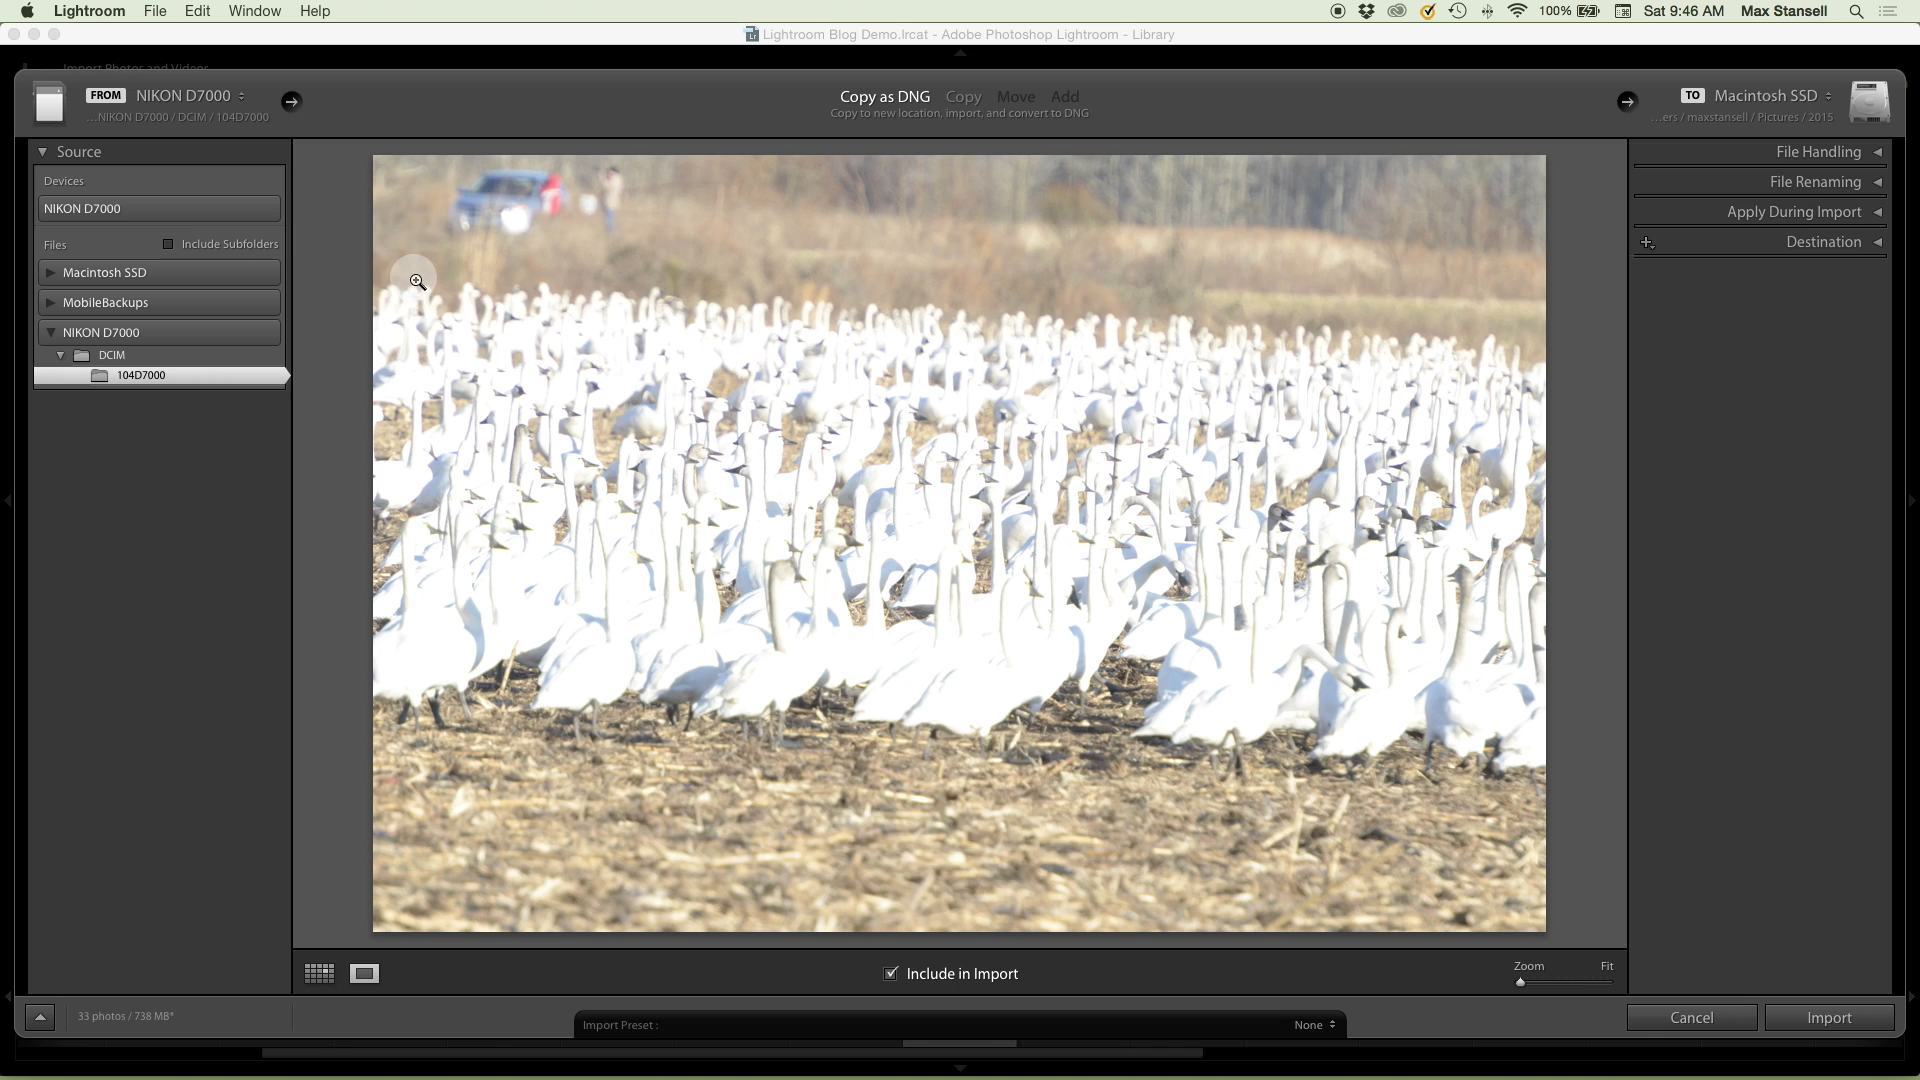 Lightroom File Edit Window Help 100% Sat 9:46 AM Max Stansell
Lightroom Blog Demo.lrcat - Adobe Photoshop Lightroom - Library
Import Photos and Videos
FROM NIKON D7000
...NIKON D7000 / DCIM / 104D7000
Copy as DNG Copy Move Add
Copy to new location, import, and convert to DNG
TO Macintosh SSD
...ers / maxstansell / Pictures / 2015
Source
Devices
NIKON D7000
Files Include Subfolders
Macintosh SSD
MobileBackups
NIKON D7000
DCIM
104D7000
File Handling
File Renaming
Apply During Import
Destination
Include in Import
Zoom Fit
33 photos / 738 MB*
Import Preset : None
Cancel Import